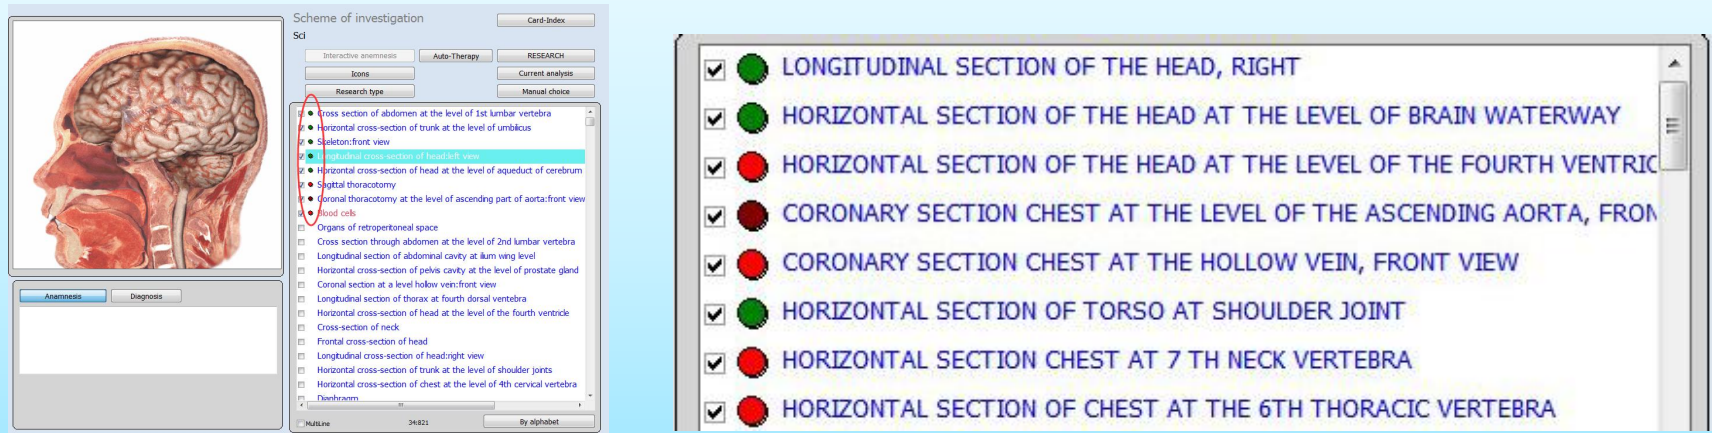 Scheme of investigation
Card-Index
Sci
Interactive anemnesis
Auto-Therapy
RESEARCH
Icons
Current analysis
Research type
Manual choice
Cross section of abdomen at the level of 1st lumbar vertebra
Horizontal cross-section of trunk at the level of umbilicus
Skeleton:front view
Longitudinal cross-section of head:left view
Horizontal cross-section of head at the level of aqueduct of cerebrum
Sagittal thoracotomy
Coronal thoracotomy at the level of ascending part of aorta:front view
Blood cells
Organs of retroperitoneal space
Cross section through abdomen at the level of 2nd lumbar vertebra
Longitudinal section of abdominal cavity at ilium wing level
Horizontal cross-section of pelvis cavity at the level of prostate gland
Coronal section at a level hollow vein:front view
Longitudinal section of thorax at fourth dorsal ventebra
Horizontal cross-section of head at the level of the fourth ventricle
Cross-section of neck
Frontal cross-section of head
Longitudinal cross-section of head:right view
Horizontal cross-section of trunk at the level of shoulder joints
Horizontal cross-section of chest at the level of 4th cervical vertebra
Diaphragm
MultiLine
34:821
By alphabet
Anamnesis
Diagnosis
LONGITUDINAL SECTION OF THE HEAD, RIGHT
HORIZONTAL SECTION OF THE HEAD AT THE LEVEL OF BRAIN WATERWAY
HORIZONTAL SECTION OF THE HEAD AT THE LEVEL OF THE FOURTH VENTRIC
CORONARY SECTION CHEST AT THE LEVEL OF THE ASCENDING AORTA, FRON
CORONARY SECTION CHEST AT THE HOLLOW VEIN, FRONT VIEW
HORIZONTAL SECTION OF TORSO AT SHOULDER JOINT
HORIZONTAL SECTION CHEST AT 7 TH NECK VERTEBRA
HORIZONTAL SECTION OF CHEST AT THE 6TH THORACIC VERTEBRA